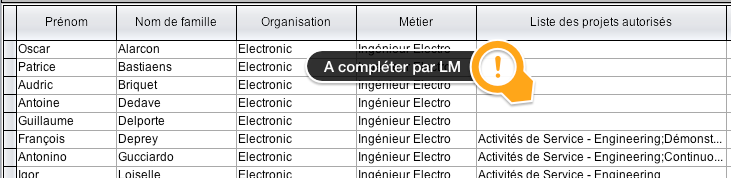 Prénom Nom de famille Organisation Métier Liste des projets autorisés
Oscar Alarcon Electronic Ingénieur Electro
Patrice Bastiaens Electronic
A compléter par LM !
Audric Briquet Electronic Ingénieur Electro
Antoine Dedave Electronic Ingénieur Electro
Guillaume Delporte Electronic Ingénieur Electro
François Deprey Electronic Ingénieur Electro Activités de Service - Engineering;Démonst...
Antonino Gucciardo Electronic Ingénieur Electro Activités de Service - Engineering;Continuo...
Igor Loiselle Electronic Ingénieur Electro Activités de Service - Engineering